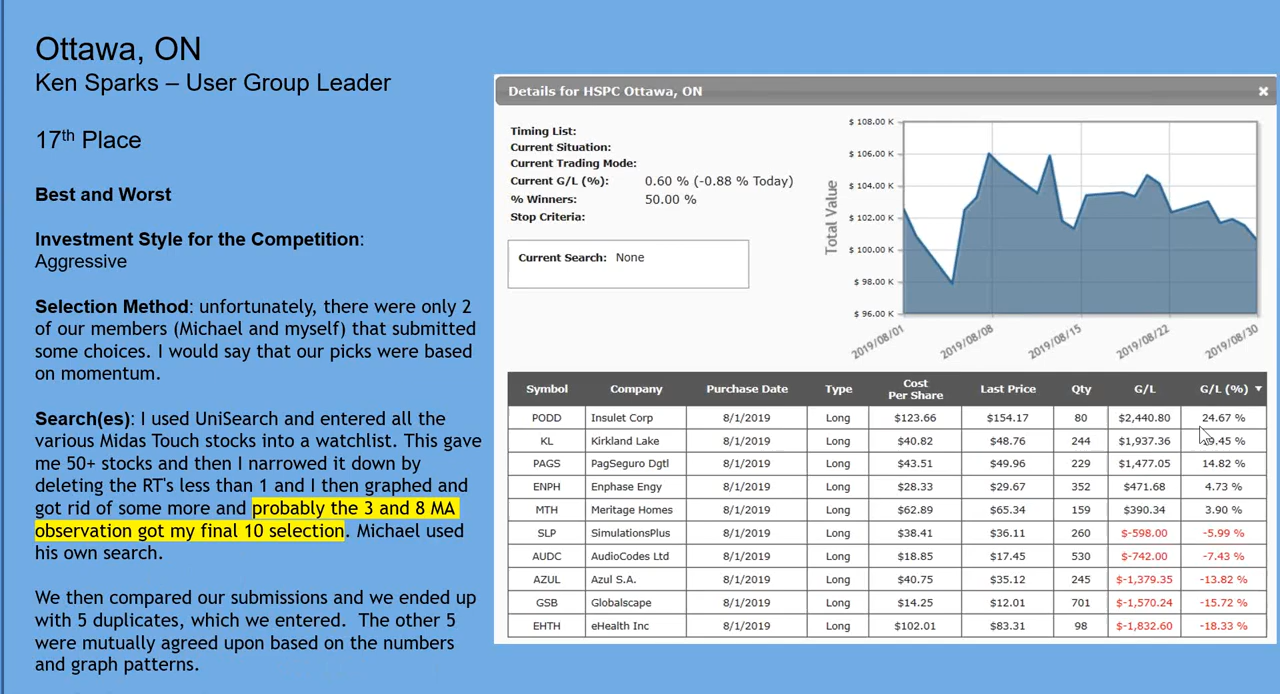 Ottawa, ON
Ken Sparks – User Group Leader
17th Place
Best and Worst
Investment Style for the Competition:
Aggressive
Selection Method: unfortunately, there were only 2
of our members (Michael and myself) that submitted
some choices. I would say that our picks were based
on momentum.
Search(es): I used UniSearch and entered all the
various Midas Touch stocks into a watchlist. This gave
me 50+ stocks and then I narrowed it down by
deleting the RT's less than 1 and I then graphed and
got rid of some more and probably the 3 and 8 MA
observation got my final 10 selection. Michael used
his own search.
We then compared our submissions and we ended up
with 5 duplicates, which we entered. The other 5
were mutually agreed upon based on the numbers
and graph patterns.
Details for HSPC Ottawa, ON
Timing List:
Current Situation:
Current Trading Mode:
Current G/L (%): 0.60 % (-0.88 % Today)
% Winners: 50.00 %
Stop Criteria:
Current Search: None
Total Value
$ 108.00 K
$ 106.00 K
$ 104.00 K
$ 102.00 K
$ 100.00 K
$ 98.00 K
$ 96.00 K
2019/08/01 2019/08/08 2019/08/15 2019/08/22 2019/08/30
Symbol Company Purchase Date Type Cost Per Share Last Price Qty G/L G/L (%)
PODD Insulet Corp 8/1/2019 Long $123.66 $154.17 80 $2,440.80 24.67 %
KL Kirkland Lake 8/1/2019 Long $40.82 $48.76 244 $1,937.36 9.45 %
PAGS PagSeguro Dgtl 8/1/2019 Long $43.51 $49.96 229 $1,477.05 14.82 %
ENPH Enphase Engy 8/1/2019 Long $28.33 $29.67 352 $471.68 4.73 %
MTH Meritage Homes 8/1/2019 Long $62.89 $65.34 159 $390.34 3.90 %
SLP SimulationsPlus 8/1/2019 Long $38.41 $36.11 260 $-598.00 -5.99 %
AUDC AudioCodes Ltd 8/1/2019 Long $18.85 $17.45 530 $-742.00 -7.43 %
AZUL Azul S.A. 8/1/2019 Long $40.75 $35.12 245 $-1,379.35 -13.82 %
GSB Globalscape 8/1/2019 Long $14.25 $12.01 701 $-1,570.24 -15.72 %
EHTH eHealth Inc 8/1/2019 Long $102.01 $83.31 98 $-1,832.60 -18.33 %